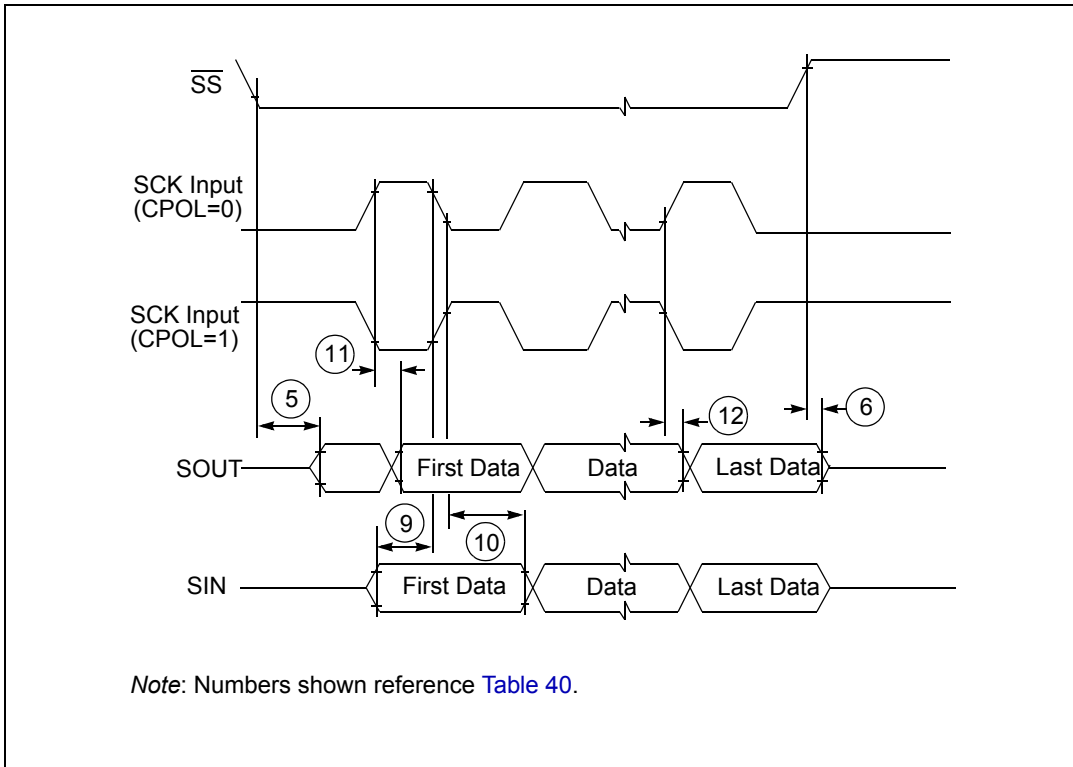 SS
SCK Input
(CPOL=0)
SCK Input
(CPOL=1)
11
5
12
6
SOUT
First Data
Data
Last Data
9
10
SIN
First Data
Data
Last Data
Note: Numbers shown reference Table 40.